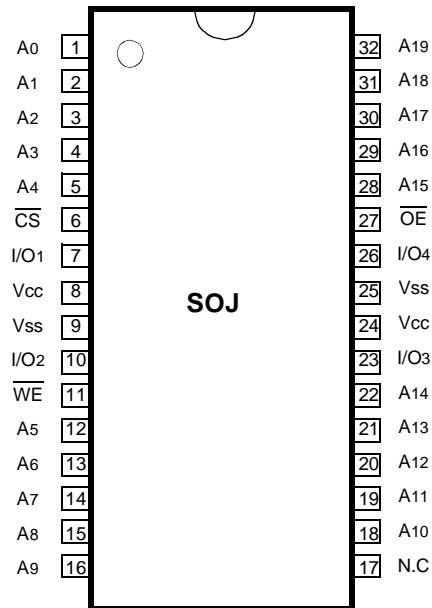 A0 1 32 A19
A1 2 31 A18
A2 3 30 A17
A3 4 29 A16
A4 5 28 A15
CS 6 27 OE
I/O1 7 26 I/O4
Vcc 8 SOJ 25 Vss
Vss 9 24 Vcc
I/O2 10 23 I/O3
WE 11 22 A14
A5 12 21 A13
A6 13 20 A12
A7 14 19 A11
A8 15 18 A10
A9 16 17 N.C